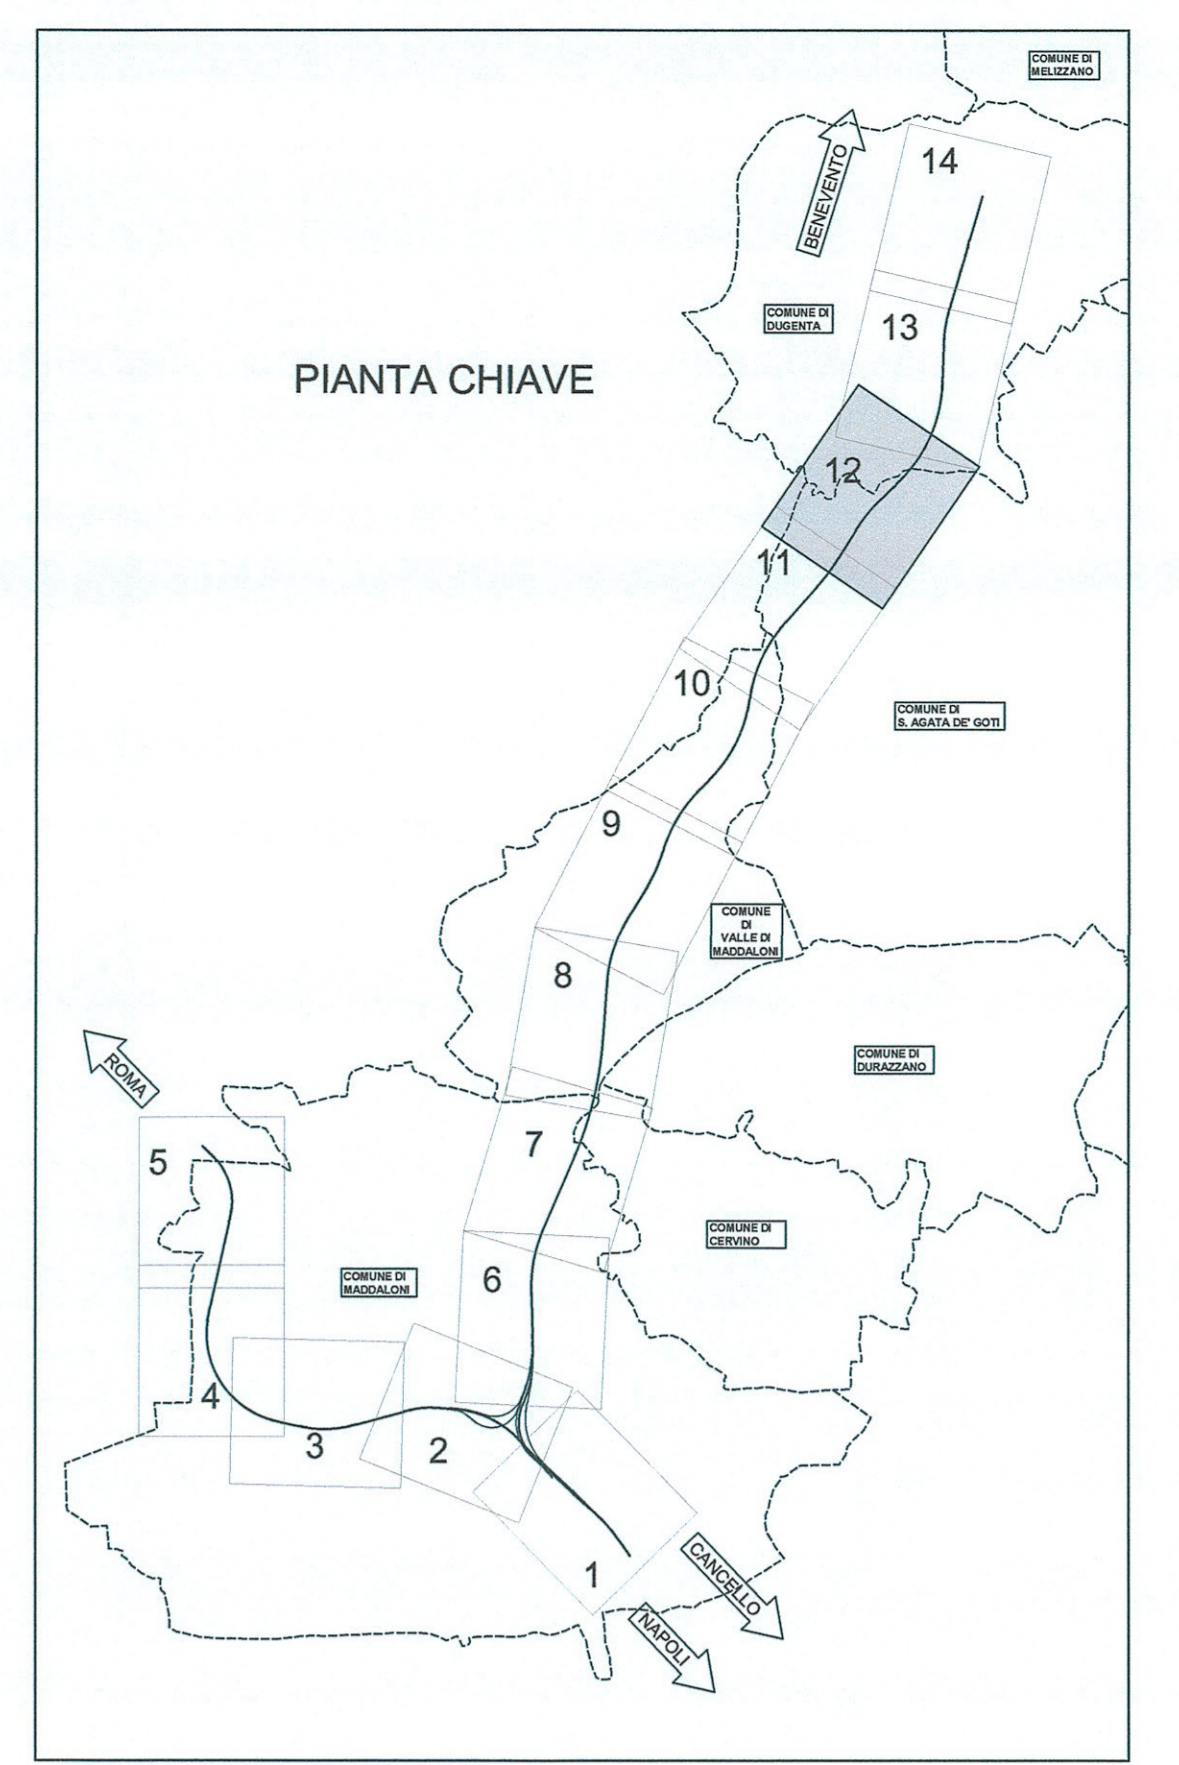 COMUNE DI
MELIZZANO
14
BENEVENTO
COMUNE DI
DUGENTA
13
PIANTA CHIAVE
12
11
10
COMUNE DI
S. AGATA DE' GOTI
9
COMUNE
DI
VALLE DI
MADDALONI
8
ROMA
COMUNE DI
DURAZZANO
7
5
COMUNE DI
CERVINO
6
COMUNE DI
MADDALONI
4
3
2
1
CANCELLO
NAPOLI